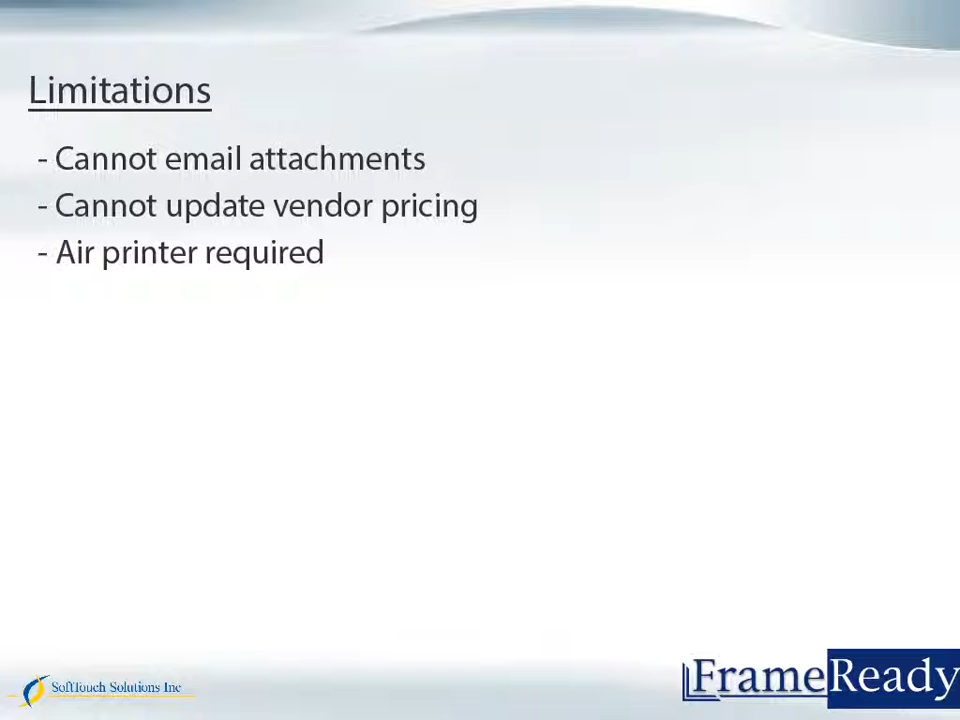 Limitations
- Cannot email attachments
- Cannot update vendor pricing
- Air printer required
SoftTouch Solutions Inc
FrameReady